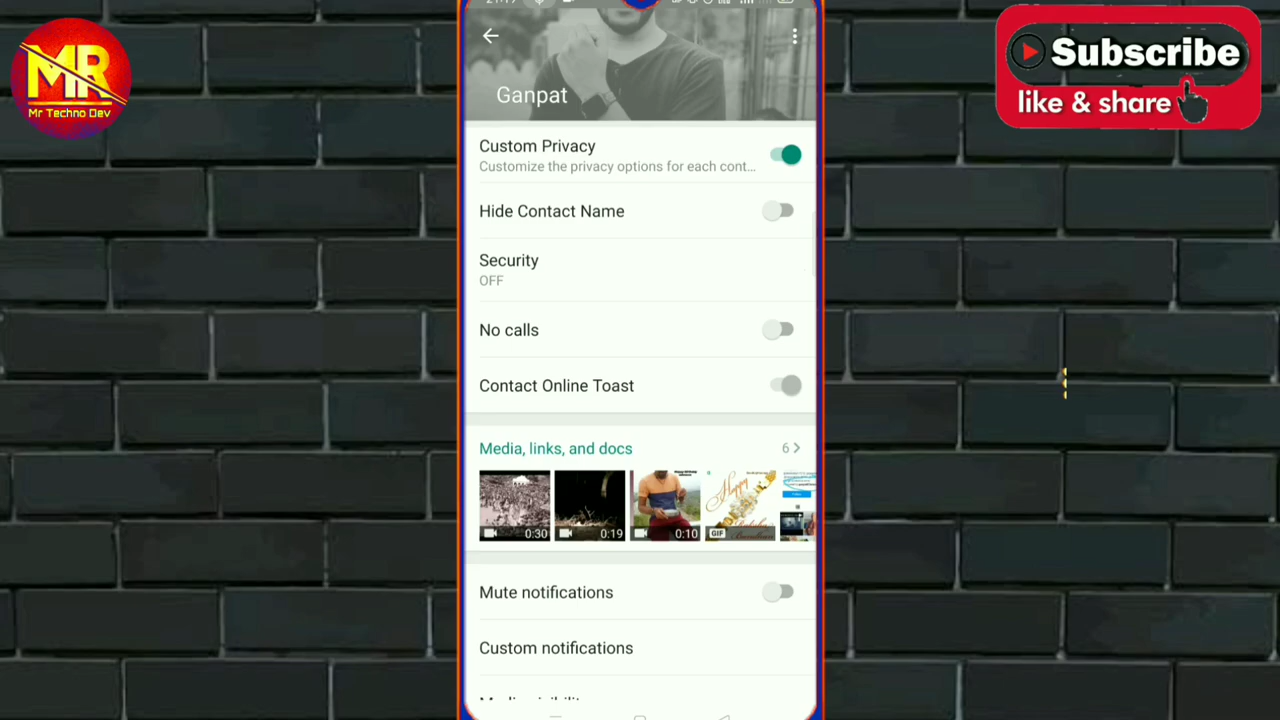 MR
Mr Techno Dev
Subscribe
like & share
Ganpat
Custom Privacy
Customize the privacy options for each cont...
Hide Contact Name
Security
OFF
No calls
Contact Online Toast
Media, links, and docs
6
0:30
0:19
0:10
GIF
Happy
Mute notifications
Custom notifications